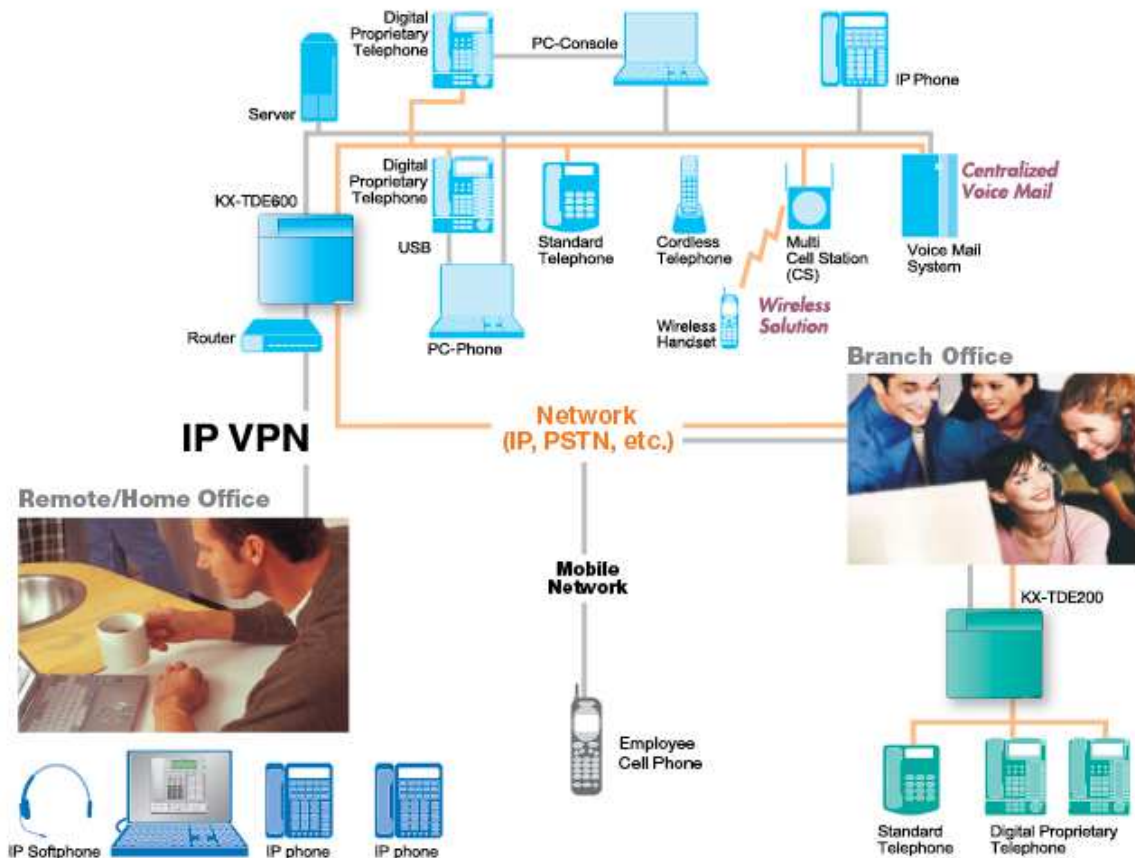 Digital
Proprietary
Telephone
PC-Console
IP Phone
Server
Digital
Proprietary
Telephone
Centralized
Voice Mail
KX-TDE600
USB
Standard
Telephone
Cordless
Telephone
Multi
Cell Station
(CS)
Voice Mail
System
Wireless
Solution
Wireless
Handset
Router
PC-Phone
Branch Office
Network
(IP, PSTN, etc.)
IP VPN
Remote/Home Office
Mobile
Network
KX-TDE200
Employee
Cell Phone
Standard
Telephone
Digital Proprietary
Telephone
IP Softphone
IP phone
IP phone